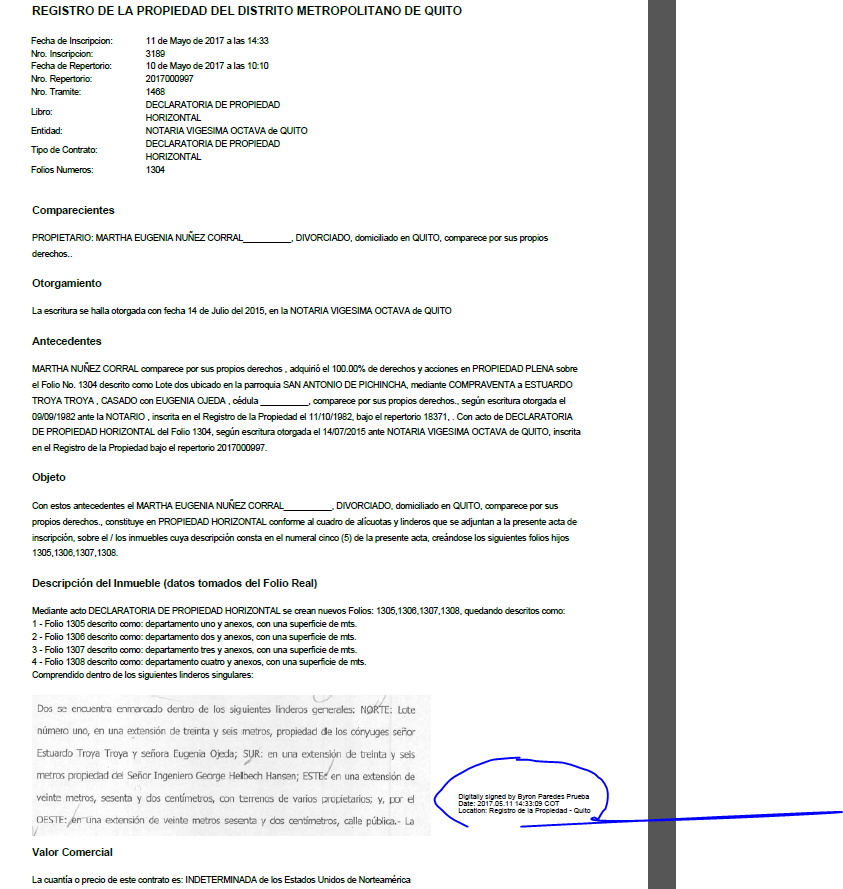 REGISTRO DE LA PROPIEDAD DEL DISTRITO METROPOLITANO DE QUITO
Fecha de Inscripcion: 11 de Mayo de 2017 a las 14:33
Nro. Inscripcion: 3189
Fecha de Repertorio: 10 de Mayo de 2017 a las 10:10
Nro. Repertorio: 2017000997
Nro. Tramite: 1468
Libro: DECLARATORIA DE PROPIEDAD
HORIZONTAL
Entidad: NOTARIA VIGESIMA OCTAVA de QUITO
Tipo de Contrato: DECLARATORIA DE PROPIEDAD
HORIZONTAL
Folios Numeros: 1304
Comparecientes
PROPIETARIO: MARTHA EUGENIA NUÑEZ CORRAL__________, DIVORCIADO, domiciliado en QUITO, comparece por sus propios
derechos..
Otorgamiento
La escritura se halla otorgada con fecha 14 de Julio del 2015, en la NOTARIA VIGESIMA OCTAVA de QUITO
Antecedentes
MARTHA NUÑEZ CORRAL comparece por sus propios derechos , adquirió el 100.00% de derechos y acciones en PROPIEDAD PLENA sobre
el Folio No. 1304 descrito como Lote dos ubicado en la parroquia SAN ANTONIO DE PICHINCHA, mediante COMPRAVENTA a ESTUARDO
TROYA TROYA , CASADO con EUGENIA OJEDA , cédula __________, comparece por sus propios derechos., según escritura otorgada el
09/09/1982 ante la NOTARIO , inscrita en el Registro de la Propiedad el 11/10/1982, bajo el repertorio 18371, . Con acto de DECLARATORIA
DE PROPIEDAD HORIZONTAL del Folio 1304, según escritura otorgada el 14/07/2015 ante NOTARIA VIGESIMA OCTAVA de QUITO, inscrita
en el Registro de la Propiedad bajo el repertorio 2017000997.
Objeto
Con estos antecedentes el MARTHA EUGENIA NUÑEZ CORRAL__________, DIVORCIADO, domiciliado en QUITO, comparece por sus
propios derechos., constituye en PROPIEDAD HORIZONTAL conforme al cuadro de alícuotas y linderos que se adjuntan a la presente acta de
inscripción, sobre el / los inmuebles cuya descripción consta en el numeral cinco (5) de la presente acta, creándose los siguientes folios hijos
1305,1306,1307,1308.
Descripción del Inmueble (datos tomados del Folio Real)
Mediante acto DECLARATORIA DE PROPIEDAD HORIZONTAL se crean nuevos Folios: 1305,1306,1307,1308, quedando descritos como:
1 - Folio 1305 descrito como: departamento uno y anexos, con una superficie de mts.
2 - Folio 1306 descrito como: departamento dos y anexos, con una superficie de mts.
3 - Folio 1307 descrito como: departamento tres y anexos, con una superficie de mts.
4 - Folio 1308 descrito como: departamento cuatro y anexos, con una superficie de mts.
Comprendido dentro de los siguientes linderos singulares:
Dos se encuentra enmarcado dentro de los siguientes linderos generales: NORTE: Lote
número uno, en una extensión de treinta y seis metros, propiedad de los cónyuges señor
Estuardo Troya Troya y señora Eugenia Ojeda; SUR: en una extensión de treinta y seis
metros propiedad del Señor Ingeniero George Helbech Hansen; ESTE: en una extensión de
veinte metros, sesenta y dos centímetros, con terrenos de varios propietarios; y, por el
OESTE: en una extensión de veinte metros sesenta y dos centímetros, calle pública.- La
Digitally signed by Byron Paredes Prueba
Date: 2017.05.11 14:33:09 COT
Location: Registro de la Propiedad - Quito
Valor Comercial
La cuantía o precio de este contrato es: INDETERMINADA de los Estados Unidos de Norteamérica